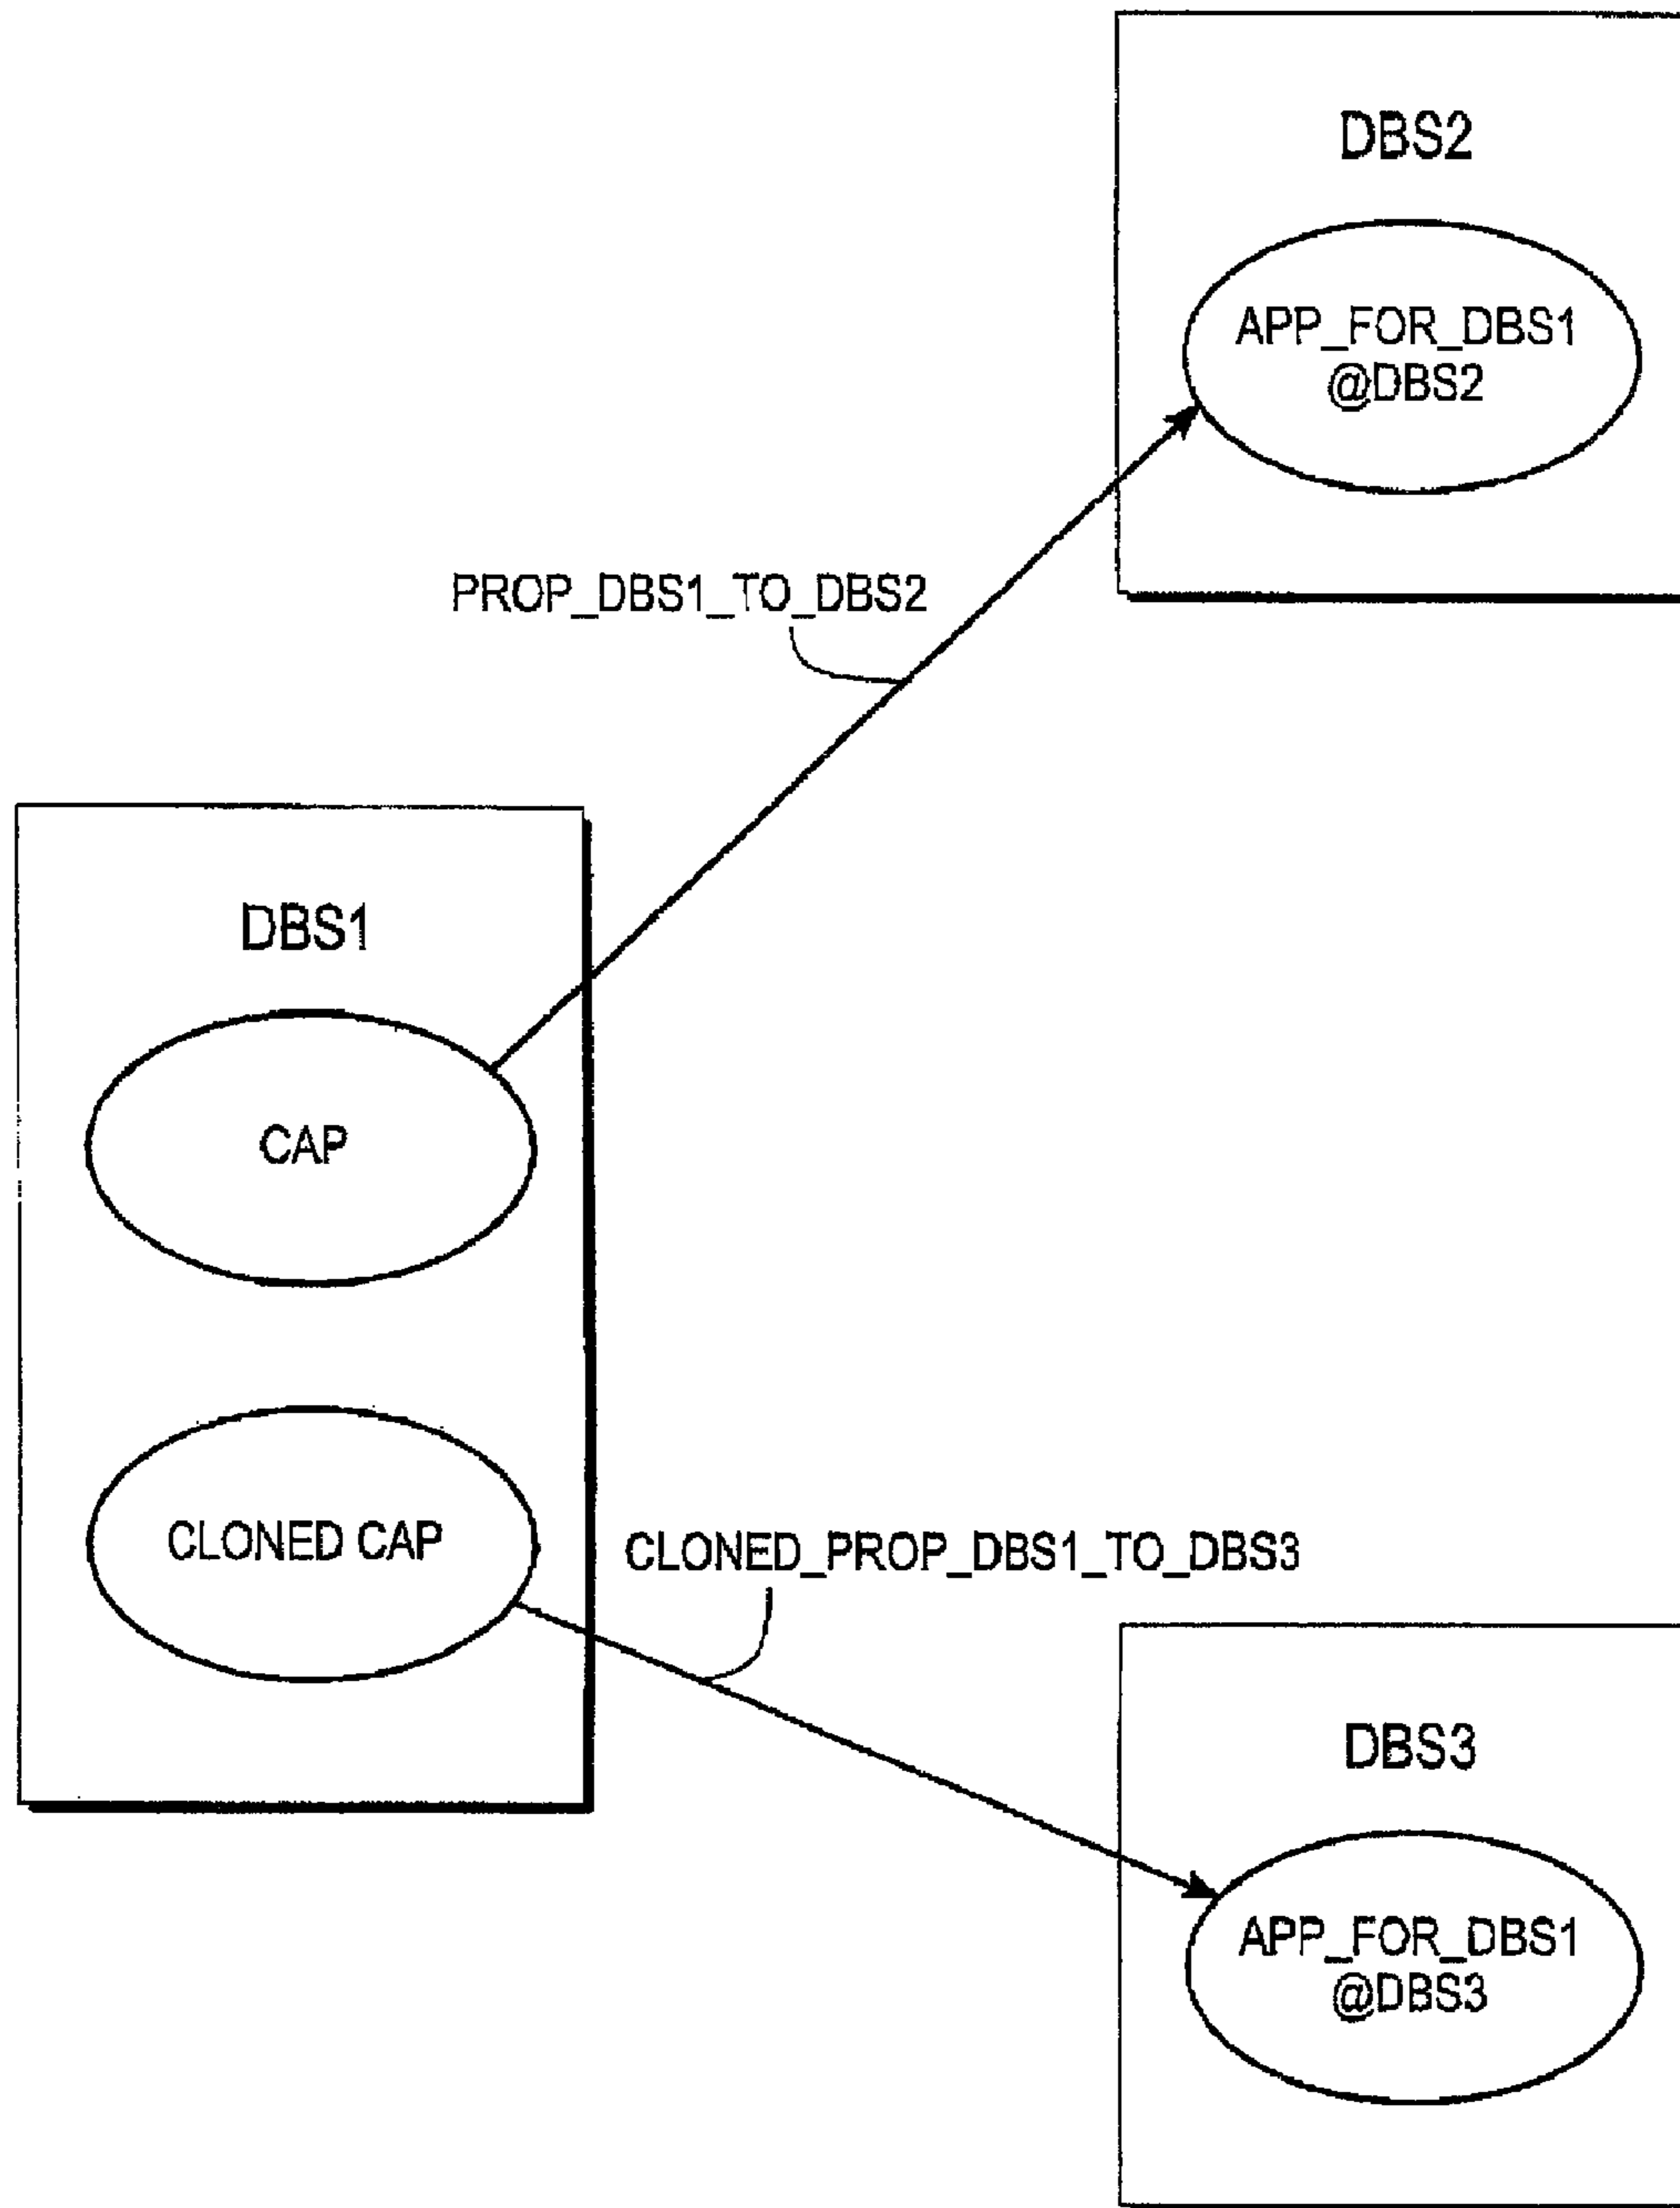 DBS2
APP_FOR_DBS1
@DBS2
PROP_DBS1_TO_DBS2
DBS1
CAP
CLONED CAP
CLONED_PROP_DBS1_TO_DBS3
DBS3
APP_FOR_DBS1
@DBS3